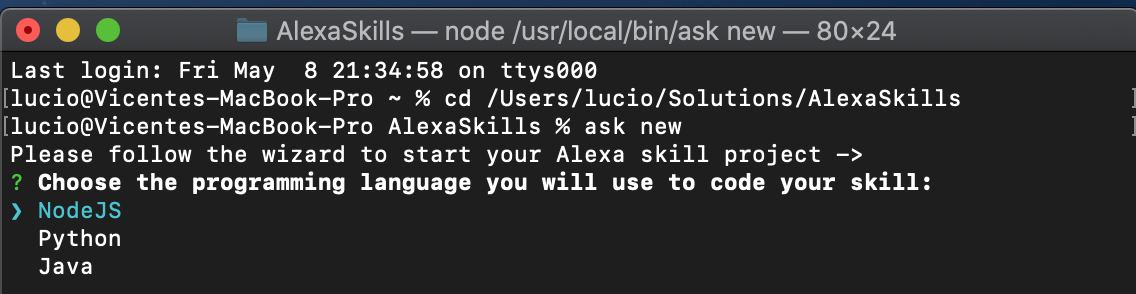 AlexaSkills — node /usr/local/bin/ask new — 80×24
Last login: Fri May  8 21:34:58 on ttys000
[lucio@Vicentes-MacBook-Pro ~ % cd /Users/lucio/Solutions/AlexaSkills ]
[lucio@Vicentes-MacBook-Pro AlexaSkills % ask new ]
Please follow the wizard to start your Alexa skill project ->
? Choose the programming language you will use to code your skill:
❯ NodeJS
Python
Java